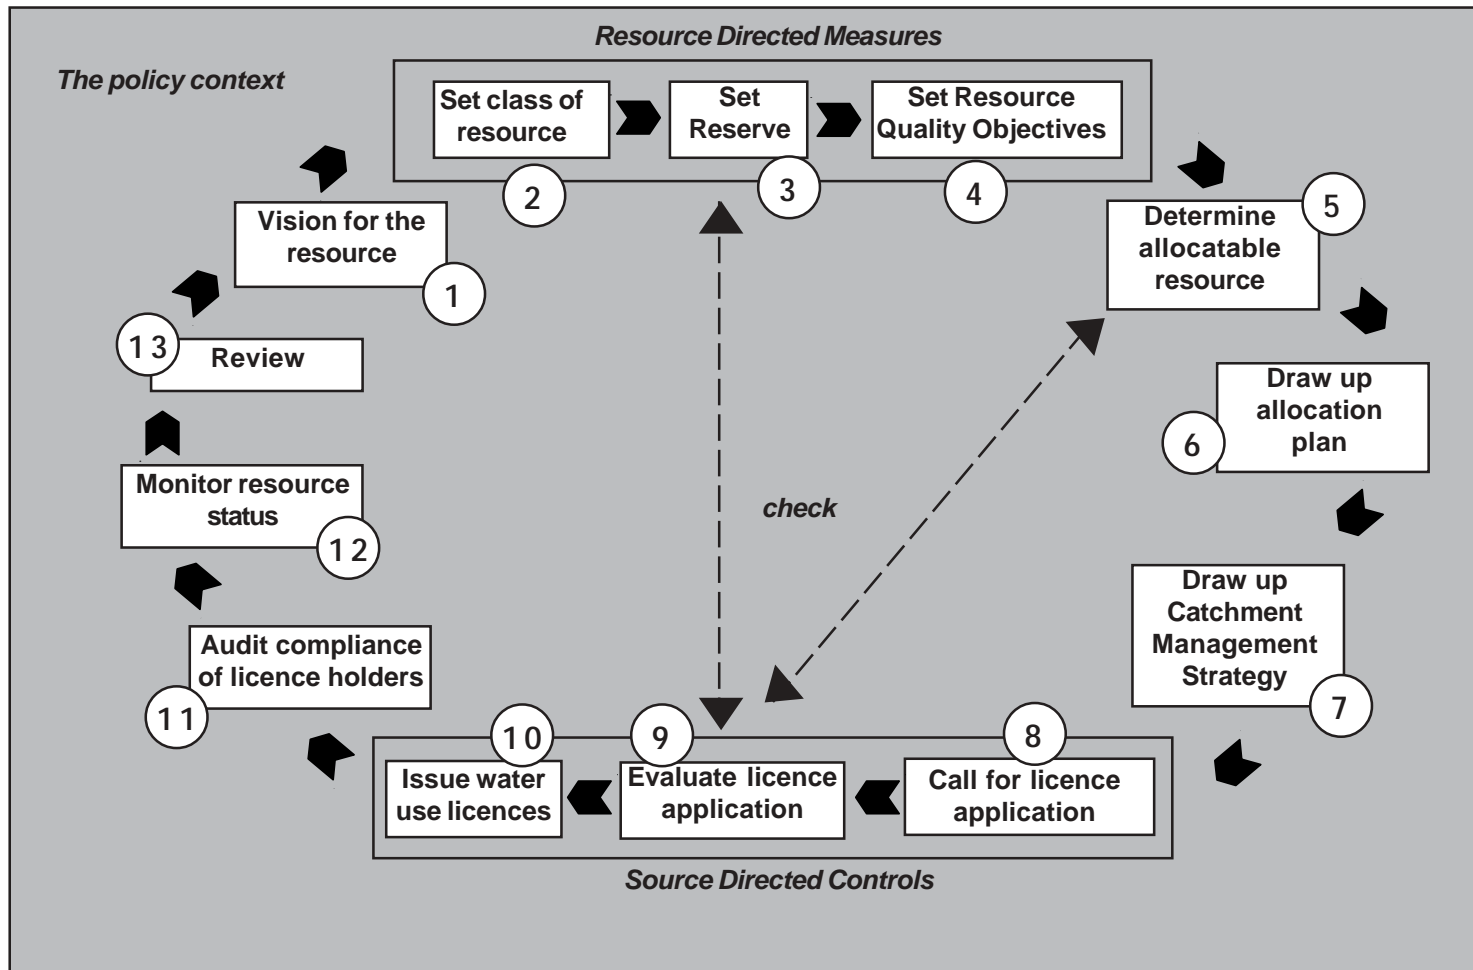 Resource Directed Measures
The policy context
Set class of
resource
2
Set
Reserve
3
Set Resource
Quality Objectives
4
Determine
allocatable
resource
5
Draw up
allocation
plan
6
Draw up
Catchment
Management
Strategy
7
Call for licence
application
8
Evaluate licence
application
9
Issue water
use licences
10
Source Directed Controls
Audit compliance
of licence holders
11
Monitor resource
status
12
Review
13
Vision for the
resource
1
check